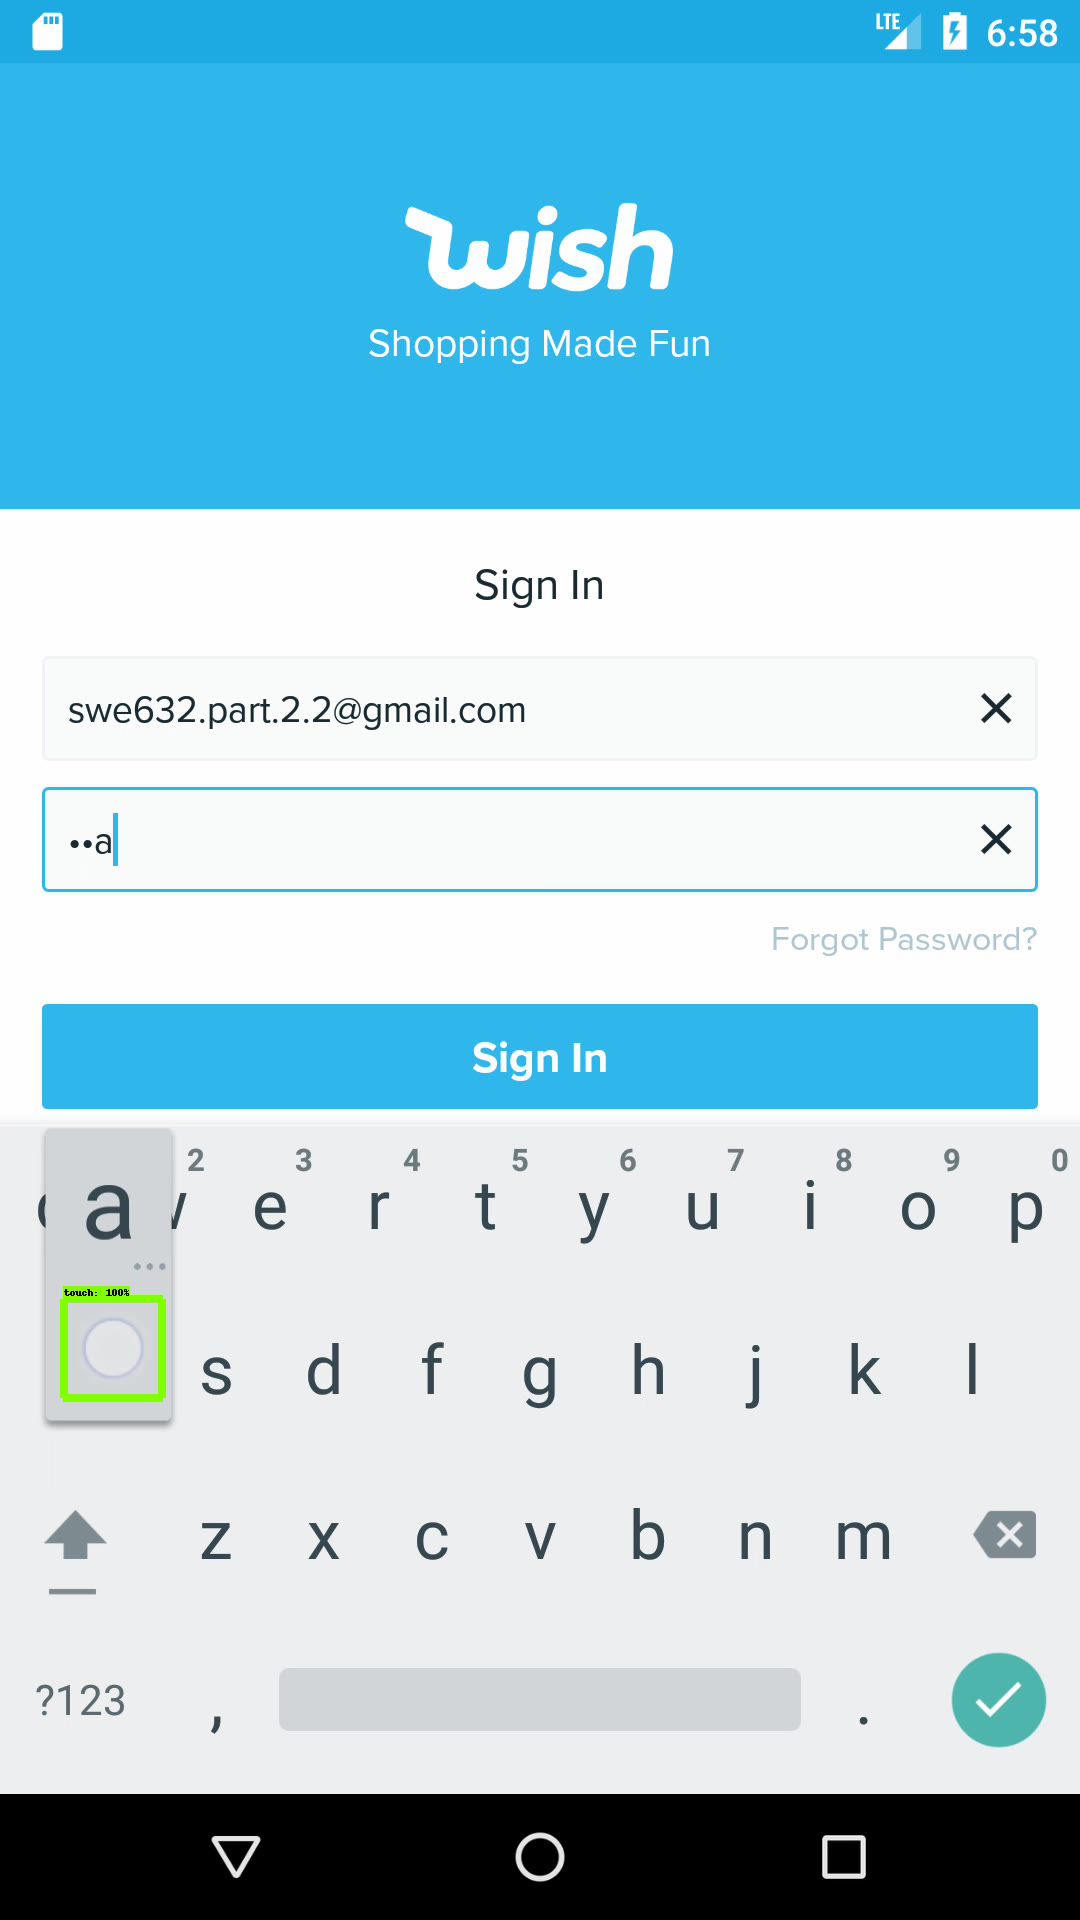 LTE 6:58
wish
Shopping Made Fun
Sign In
swe632.part.2.2@gmail.com
••a
Forgot Password?
Sign In
2 3 4 5 6 7 8 9 0
a e r t y u i o p
touch: 100%
s d f g h j k l
z x c v b n m
?123 , .